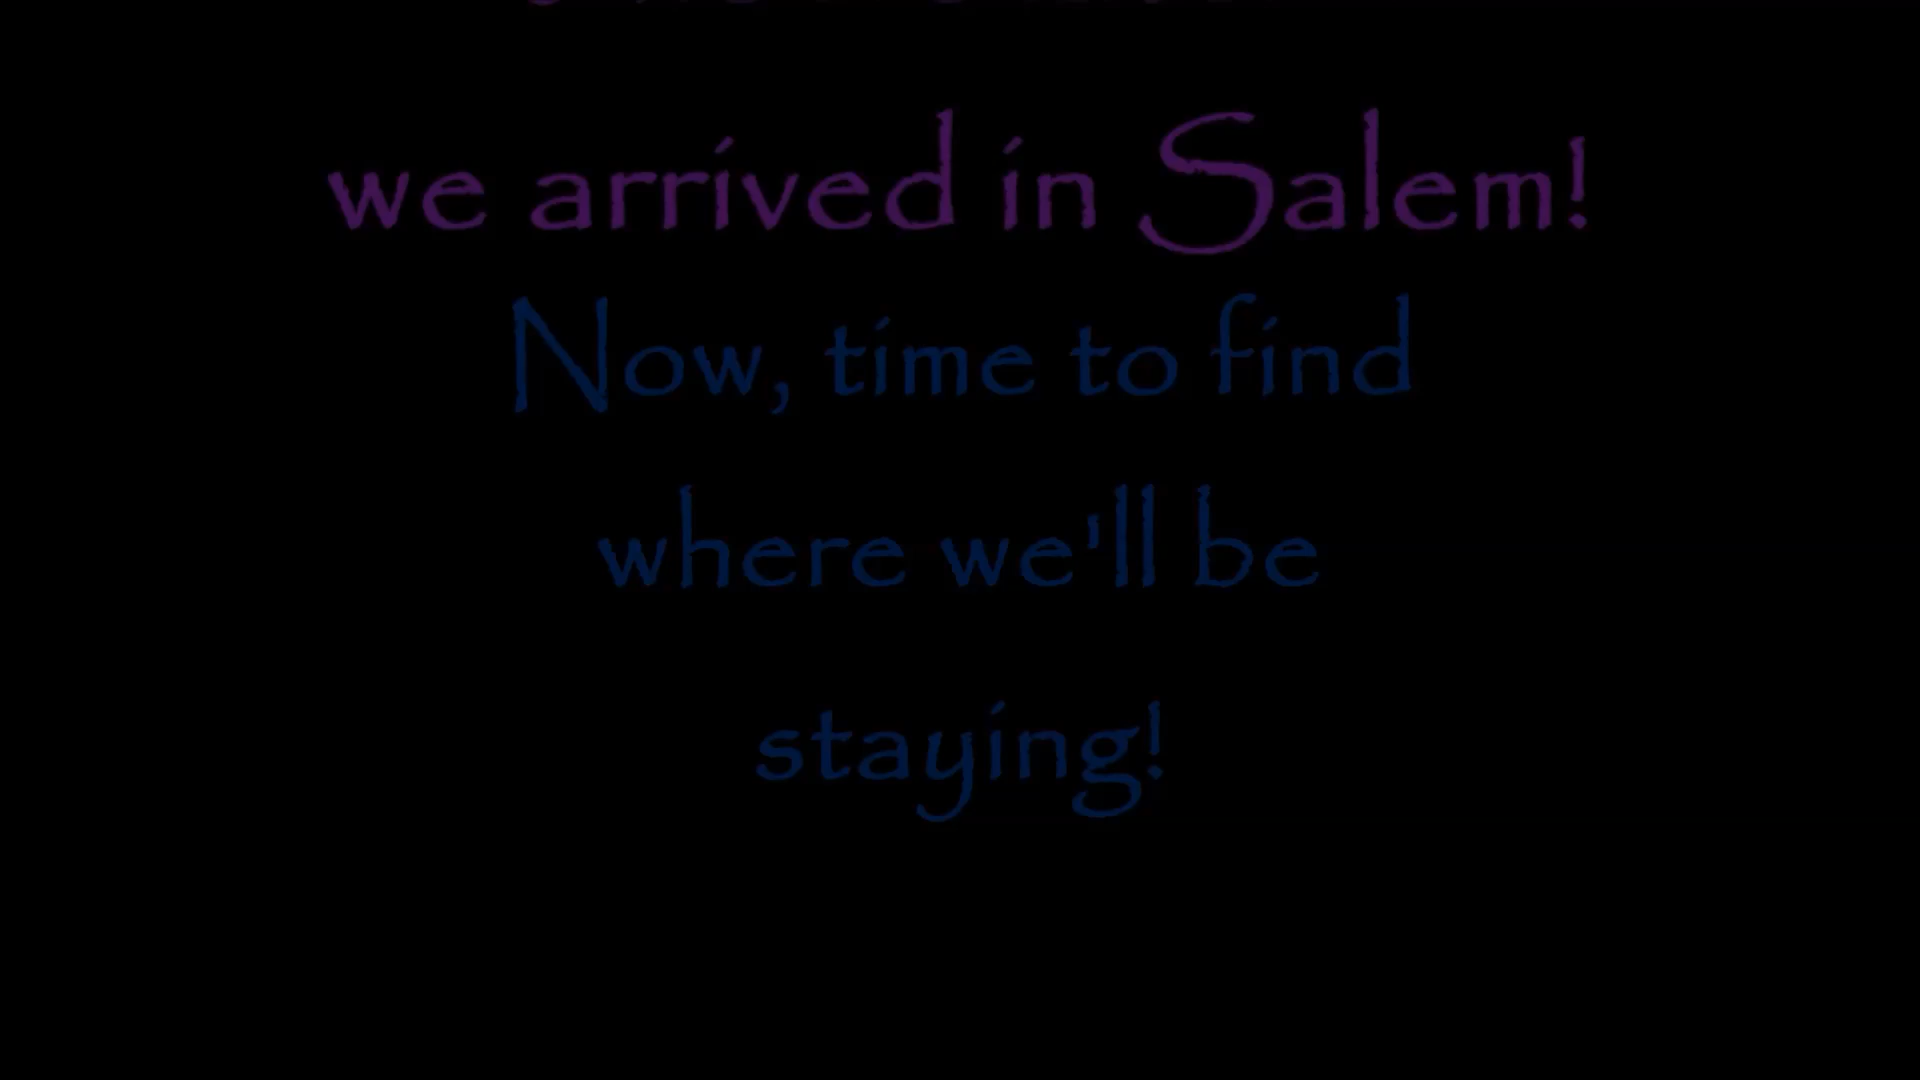 we arrived in Salem!
Now, time to find
where we'll be
staying!